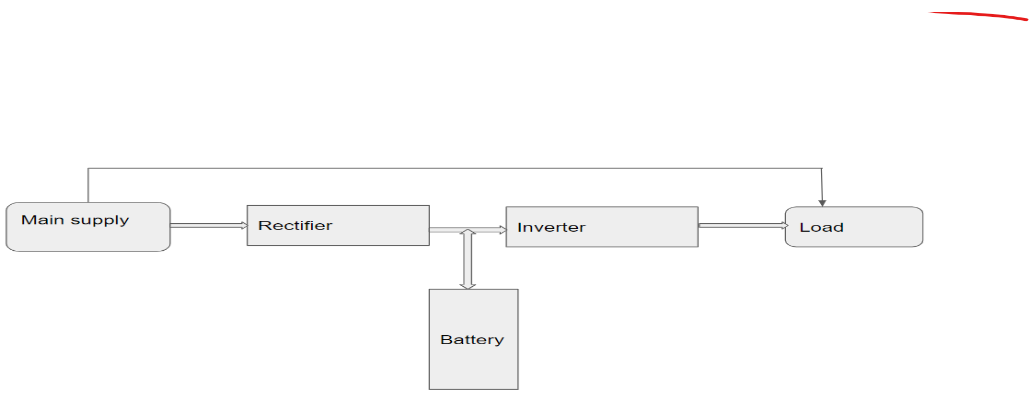 Main supply
Rectifier
Inverter
Load
Battery